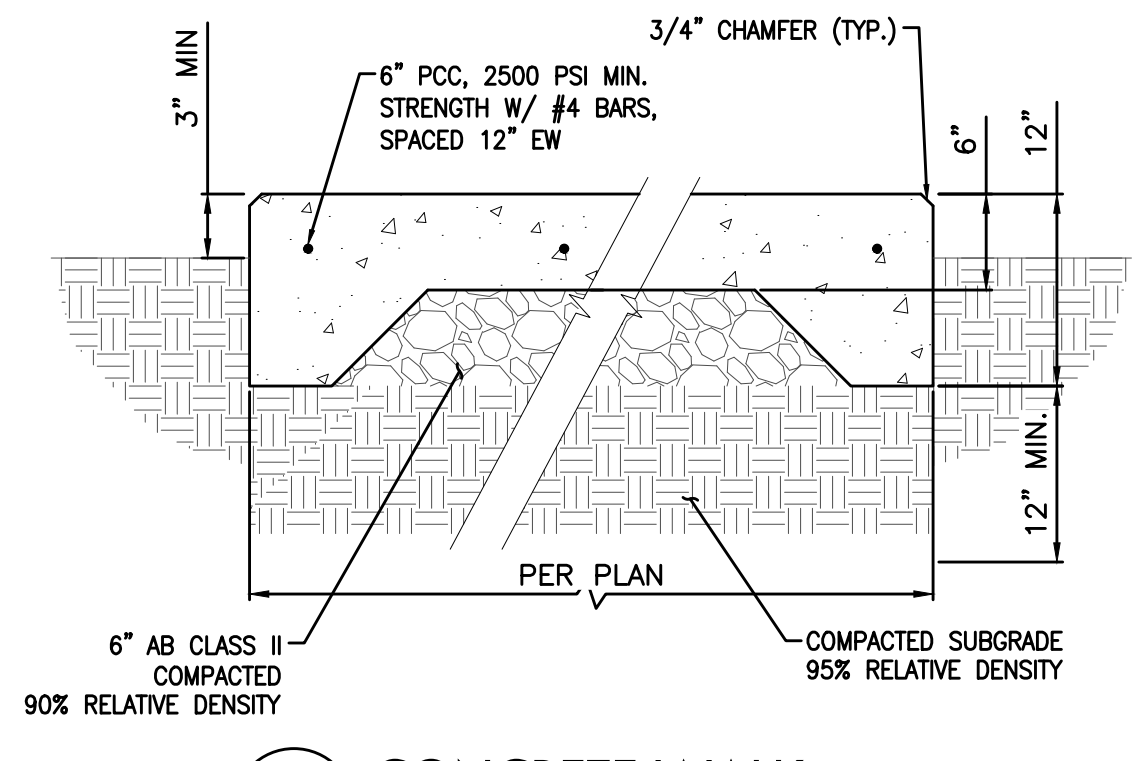 3/4" CHAMFER (TYP.)
3" MIN
6" PCC, 2500 PSI MIN.
STRENGTH W/ #4 BARS,
SPACED 12" EW
6"
12"
12" MIN.
PER PLAN
6" AB CLASS II
COMPACTED
90% RELATIVE DENSITY
COMPACTED SUBGRADE
95% RELATIVE DENSITY